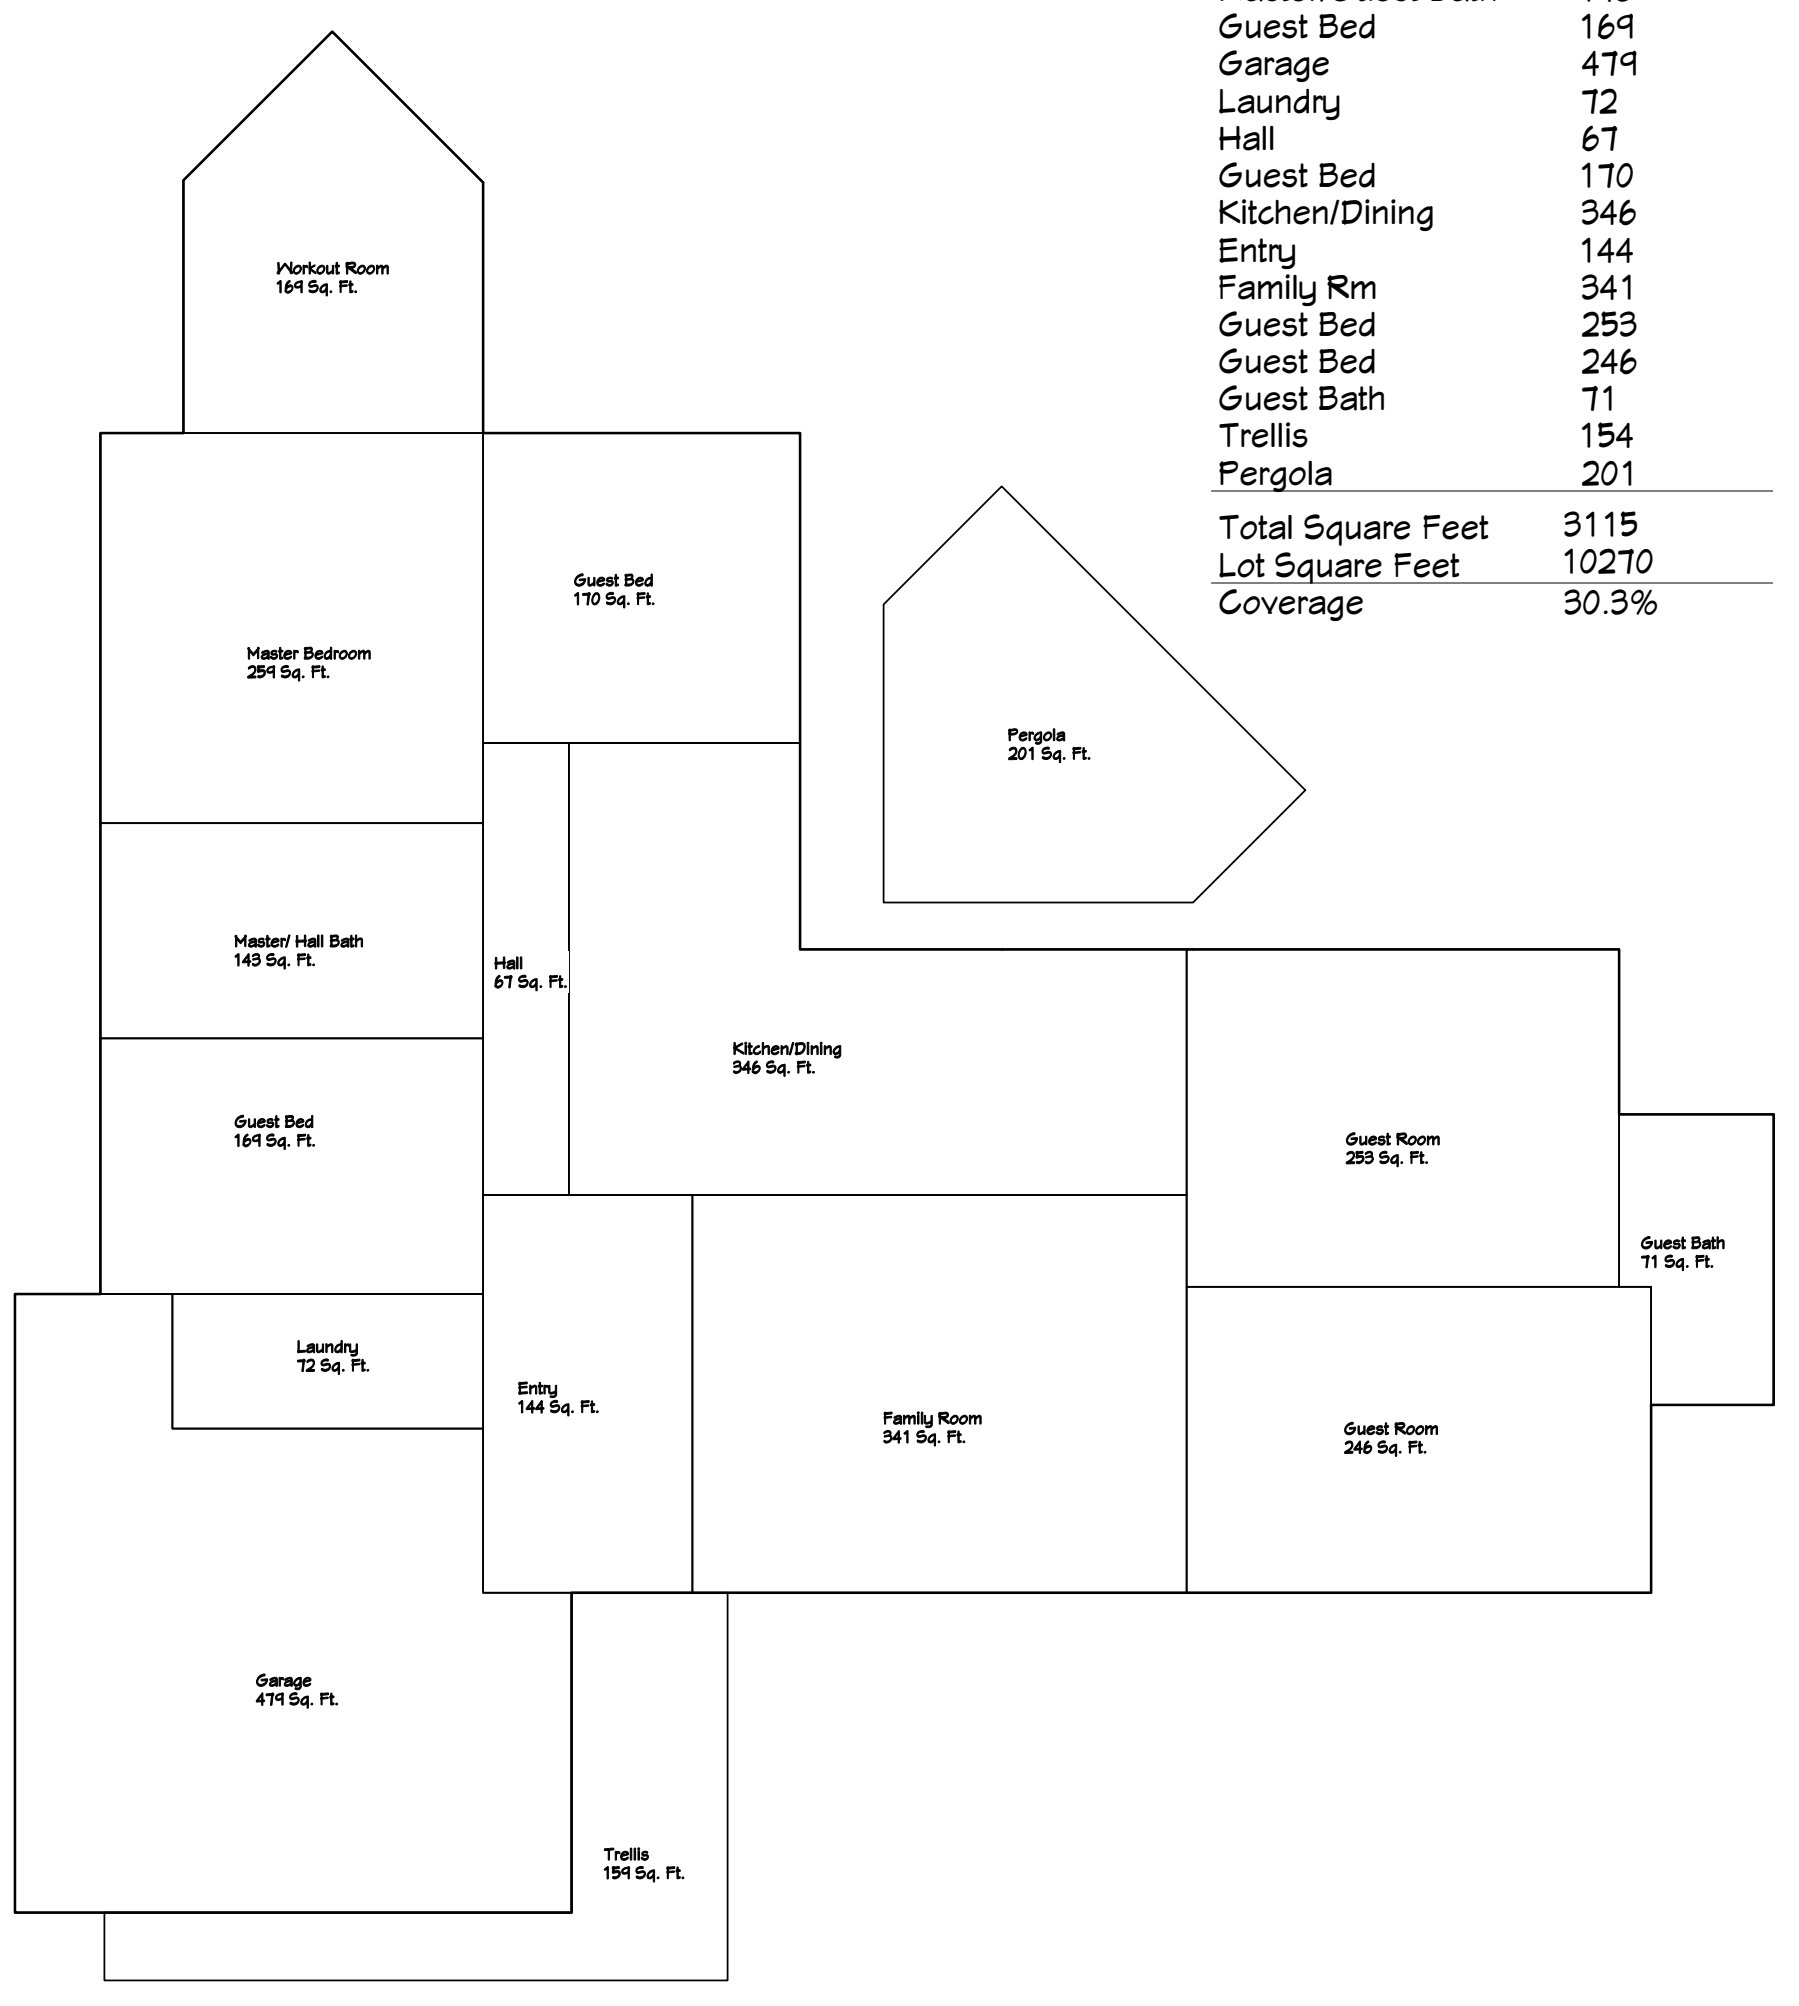 Guest Bed 169
Garage 479
Laundry 72
Hall 67
Guest Bed 170
Kitchen/Dining 346
Entry 144
Family Rm 341
Guest Bed 253
Guest Bed 246
Guest Bath 71
Trellis 154
Pergola 201
Total Square Feet 3115
Lot Square Feet 10270
Coverage 30.3%
Workout Room
169 Sq. Ft.
Guest Bed
170 Sq. Ft.
Master Bedroom
259 Sq. Ft.
Pergola
201 Sq. Ft.
Master/ Hall Bath
143 Sq. Ft.
Hall
67 Sq. Ft.
Kitchen/Dining
346 Sq. Ft.
Guest Bed
169 Sq. Ft.
Guest Room
253 Sq. Ft.
Guest Bath
71 Sq. Ft.
Laundry
72 Sq. Ft.
Entry
144 Sq. Ft.
Family Room
341 Sq. Ft.
Guest Room
246 Sq. Ft.
Garage
479 Sq. Ft.
Trellis
159 Sq. Ft.